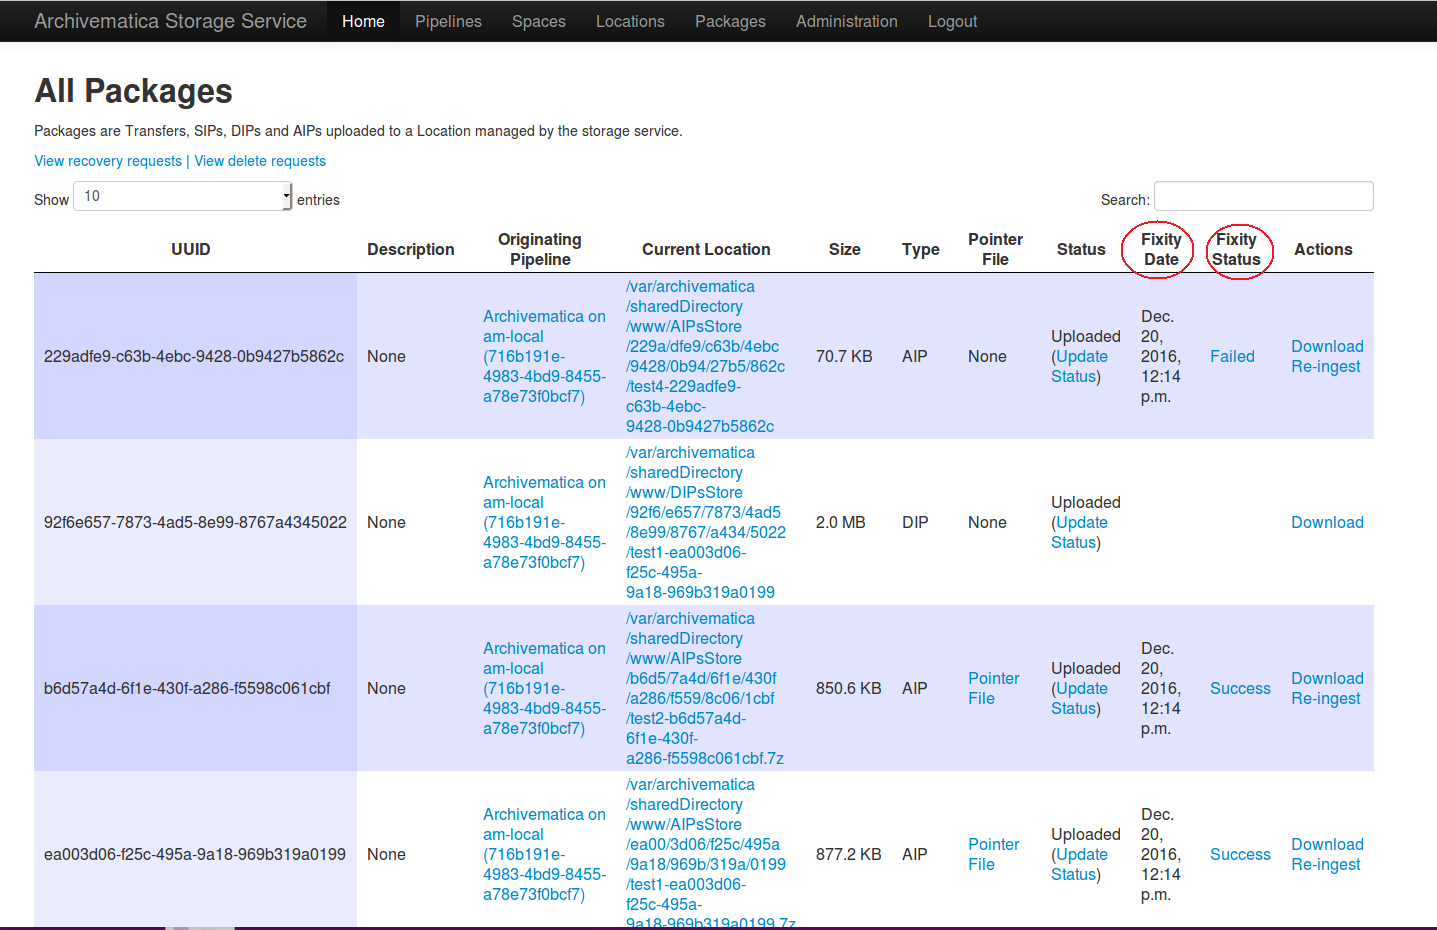 Archivematica Storage Service Home Pipelines Spaces Locations Packages Administration Logout
All Packages
Packages are Transfers, SIPs, DIPs and AIPs uploaded to a Location managed by the storage service.
View recovery requests | View delete requests
Show 10 entries Search:
UUID Description Originating Pipeline Current Location Size Type Pointer File Status Fixity Date Fixity Status Actions
229adfe9-c63b-4ebc-9428-0b9427b5862c
None
Archivematica on
am-local
(716b191e-
4983-4bd9-8455-
a78e73f0bcf7)
/var/archivematica
/sharedDirectory
/www/AIPsStore
/229a/dfe9/c63b/4ebc
/9428/0b94/27b5/862c
/test4-229adfe9-
c63b-4ebc-
9428-0b9427b5862c
70.7 KB
AIP
None
Uploaded
(Update
Status)
Dec.
20,
2016,
12:14
p.m.
Failed
Download
Re-ingest
92f6e657-7873-4ad5-8e99-8767a4345022
None
Archivematica on
am-local
(716b191e-
4983-4bd9-8455-
a78e73f0bcf7)
/var/archivematica
/sharedDirectory
/www/DIPsStore
/92f6/e657/7873/4ad5
/8e99/8767/a434/5022
/test1-ea003d06-
f25c-495a-
9a18-969b319a0199
2.0 MB
DIP
None
Uploaded
(Update
Status)
Download
b6d57a4d-6f1e-430f-a286-f5598c061cbf
None
Archivematica on
am-local
(716b191e-
4983-4bd9-8455-
a78e73f0bcf7)
/var/archivematica
/sharedDirectory
/www/AIPsStore
/b6d5/7a4d/6f1e/430f
/a286/f559/8c06/1cbf
/test2-b6d57a4d-
6f1e-430f-
a286-f5598c061cbf.7z
850.6 KB
AIP
Pointer
File
Uploaded
(Update
Status)
Dec.
20,
2016,
12:14
p.m.
Success
Download
Re-ingest
ea003d06-f25c-495a-9a18-969b319a0199
None
Archivematica on
am-local
(716b191e-
4983-4bd9-8455-
a78e73f0bcf7)
/var/archivematica
/sharedDirectory
/www/AIPsStore
/ea00/3d06/f25c/495a
/9a18/969b/319a/0199
/test1-ea003d06-
f25c-495a-
9a18-969b319a0199.7z
877.2 KB
AIP
Pointer
File
Uploaded
(Update
Status)
Dec.
20,
2016,
12:14
p.m.
Success
Download
Re-ingest